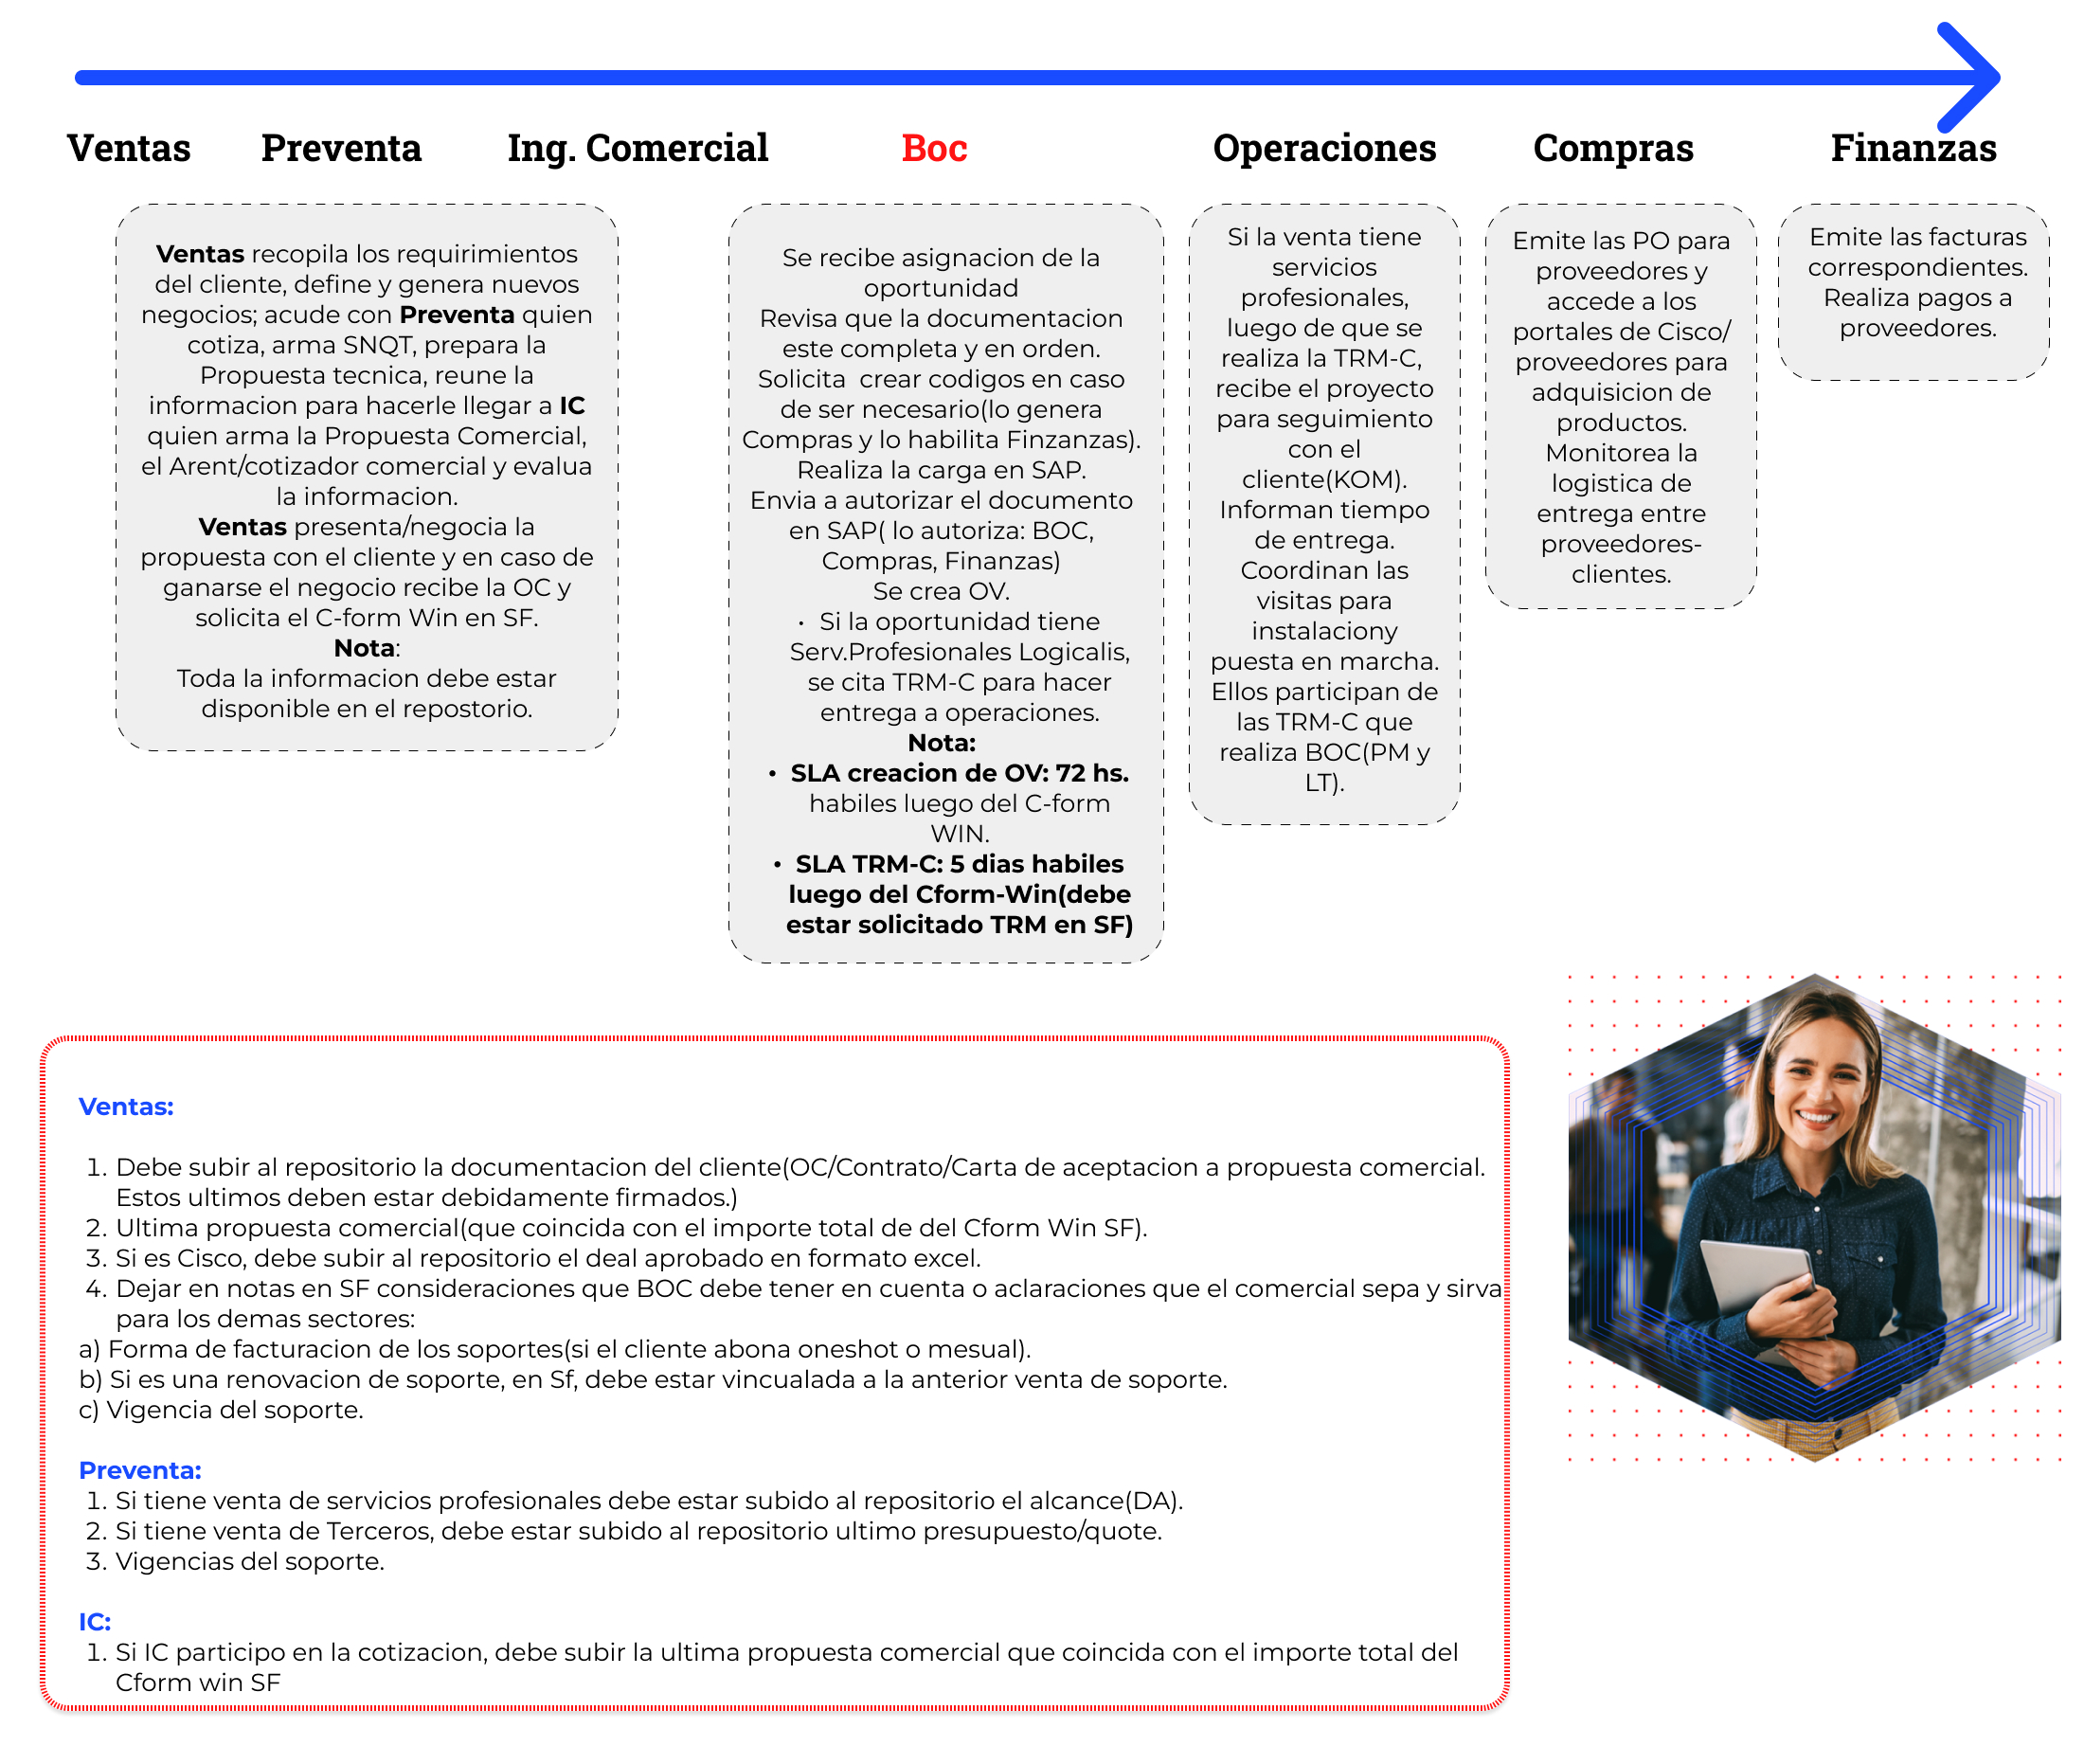 Ventas
Preventa
Ing. Comercial
Boc
Operaciones
Compras
Finanzas
Ventas recopila los requirimientos
del cliente, define y genera nuevos
negocios; acude con Preventa quien
cotiza, arma SNQT, prepara la
Propuesta tecnica, reune la
informacion para hacerle llegar a IC
quien arma la Propuesta Comercial,
el Arent/cotizador comercial y evalua
la informacion.
Ventas presenta/negocia la
propuesta con el cliente y en caso de
ganarse el negocio recibe la OC y
solicita el C-form Win en SF.
Nota:
Toda la informacion debe estar
disponible en el repostorio.
Se recibe asignacion de la
oportunidad
Revisa que la documentacion
este completa y en orden.
Solicita crear codigos en caso
de ser necesario(lo genera
Compras y lo habilita Finzanzas).
Realiza la carga en SAP.
Envia a autorizar el documento
en SAP( lo autoriza: BOC,
Compras, Finanzas)
Se crea OV.
• Si la oportunidad tiene
Serv.Profesionales Logicalis,
se cita TRM-C para hacer
entrega a operaciones.
Nota:
• SLA creacion de OV: 72 hs.
habiles luego del C-form
WIN.
• SLA TRM-C: 5 dias habiles
luego del Cform-Win(debe
estar solicitado TRM en SF)
Si la venta tiene
servicios
profesionales,
luego de que se
realiza la TRM-C,
recibe el proyecto
para seguimiento
con el
cliente(KOM).
Informan tiempo
de entrega.
Coordinan las
visitas para
instalaciony
puesta en marcha.
Ellos participan de
las TRM-C que
realiza BOC(PM y
LT).
Emite las PO para
proveedores y
accede a los
portales de Cisco/
proveedores para
adquisicion de
productos.
Monitorea la
logistica de
entrega entre
proveedores-
clientes.
Emite las facturas
correspondientes.
Realiza pagos a
proveedores.
Ventas:
1. Debe subir al repositorio la documentacion del cliente(OC/Contrato/Carta de aceptacion a propuesta comercial.
Estos ultimos deben estar debidamente firmados.)
2. Ultima propuesta comercial(que coincida con el importe total de del Cform Win SF).
3. Si es Cisco, debe subir al repositorio el deal aprobado en formato excel.
4. Dejar en notas en SF consideraciones que BOC debe tener en cuenta o aclaraciones que el comercial sepa y sirva
para los demas sectores:
a) Forma de facturacion de los soportes(si el cliente abona oneshot o mesual).
b) Si es una renovacion de soporte, en Sf, debe estar vincualada a la anterior venta de soporte.
c) Vigencia del soporte.
Preventa:
1. Si tiene venta de servicios profesionales debe estar subido al repositorio el alcance(DA).
2. Si tiene venta de Terceros, debe estar subido al repositorio ultimo presupuesto/quote.
3. Vigencias del soporte.
IC:
1. Si IC participo en la cotizacion, debe subir la ultima propuesta comercial que coincida con el importe total del
Cform win SF